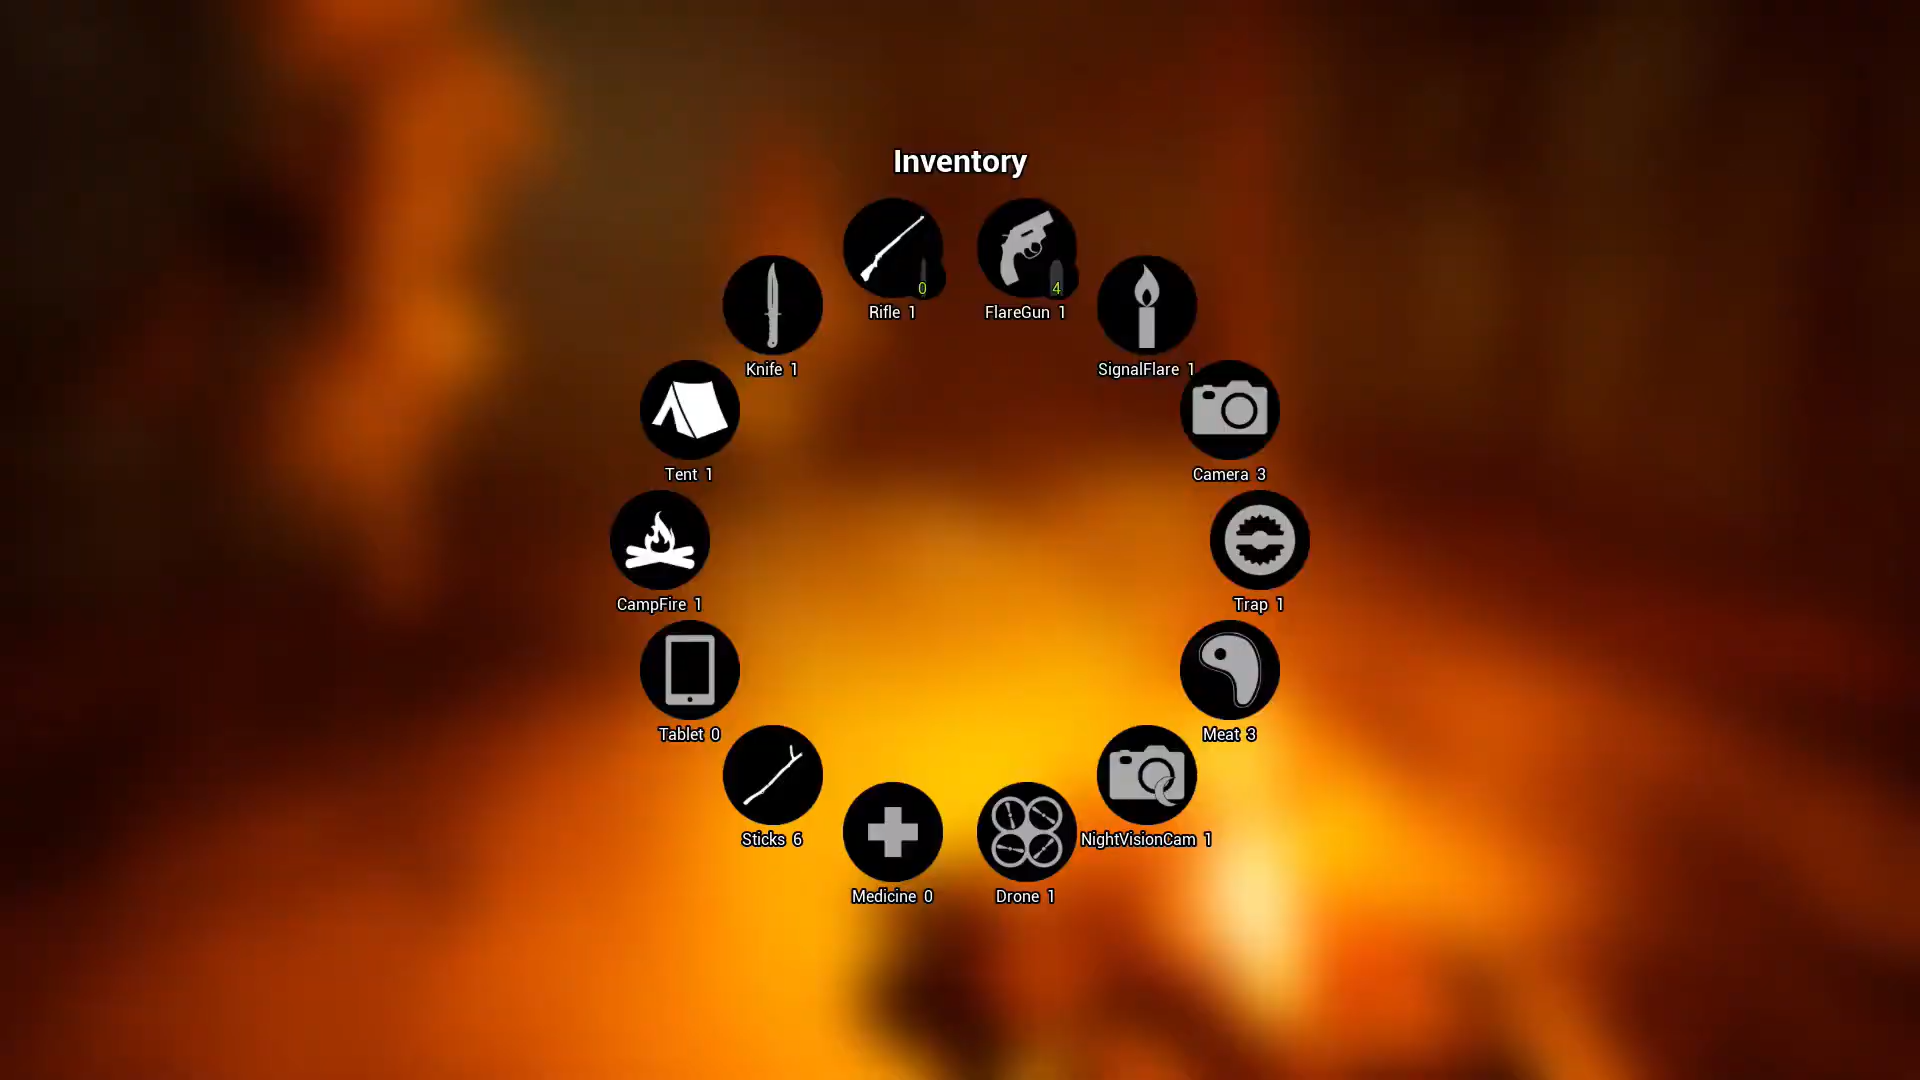 Inventory
0
Rifle 1
4
FlareGun 1
Knife 1
SignalFlare 1
Tent 1
Camera 3
CampFire 1
Trap 1
Tablet 0
Meat 3
Sticks 6
NightVisionCam 1
Medicine 0
Drone 1